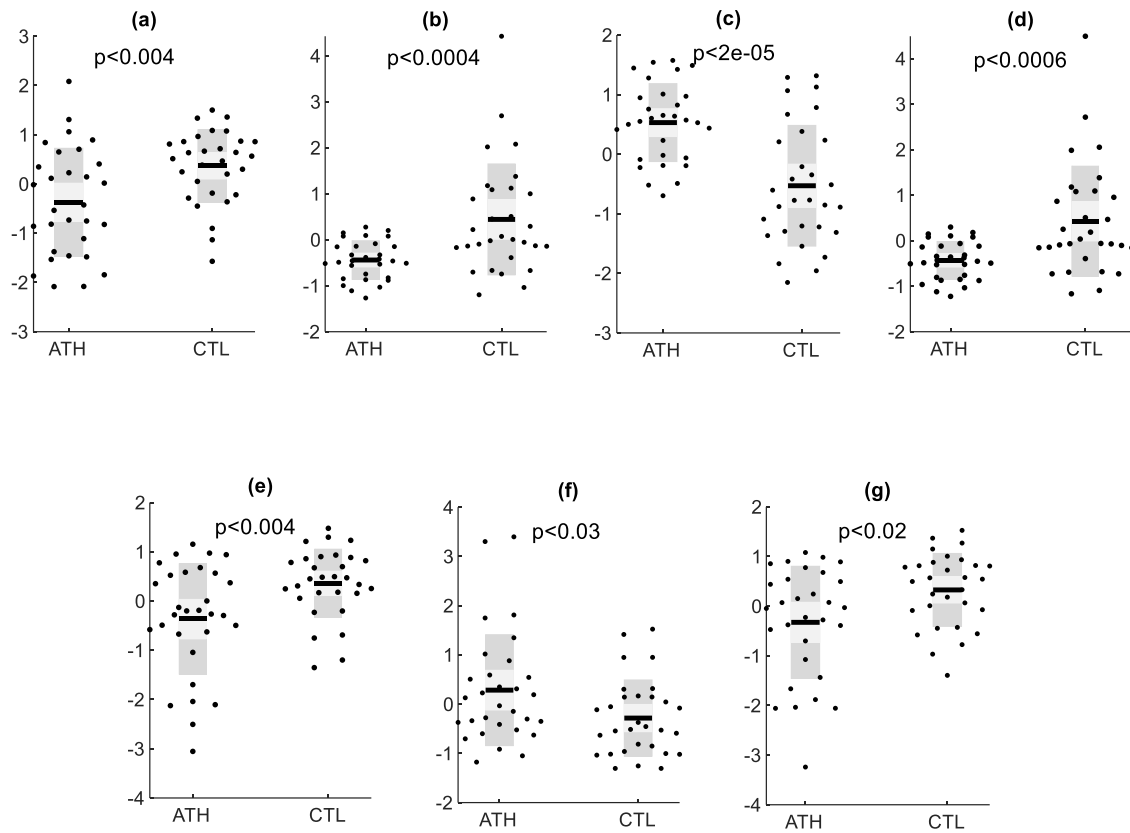 (a)
p<0.004
3
2
1
0
-1
-2
-3
ATH CTL
(b)
p<0.0004
4
3
2
1
0
-1
-2
ATH CTL
(c)
p<2e-05
2
1
0
-1
-2
-3
ATH CTL
(d)
p<0.0006
4
3
2
1
0
-1
-2
ATH CTL
(e)
p<0.004
2
1
0
-1
-2
-3
-4
ATH CTL
(f)
p<0.03
4
3
2
1
0
-1
-2
ATH CTL
(g)
p<0.02
2
1
0
-1
-2
-3
-4
ATH CTL